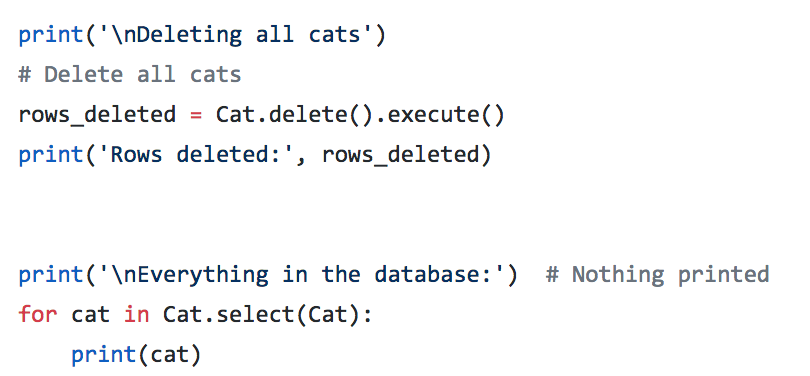 print('\nDeleting all cats')
# Delete all cats
rows_deleted = Cat.delete().execute()
print('Rows deleted:', rows_deleted)
print('\nEverything in the database:')  # Nothing printed
for cat in Cat.select(Cat):
    print(cat)